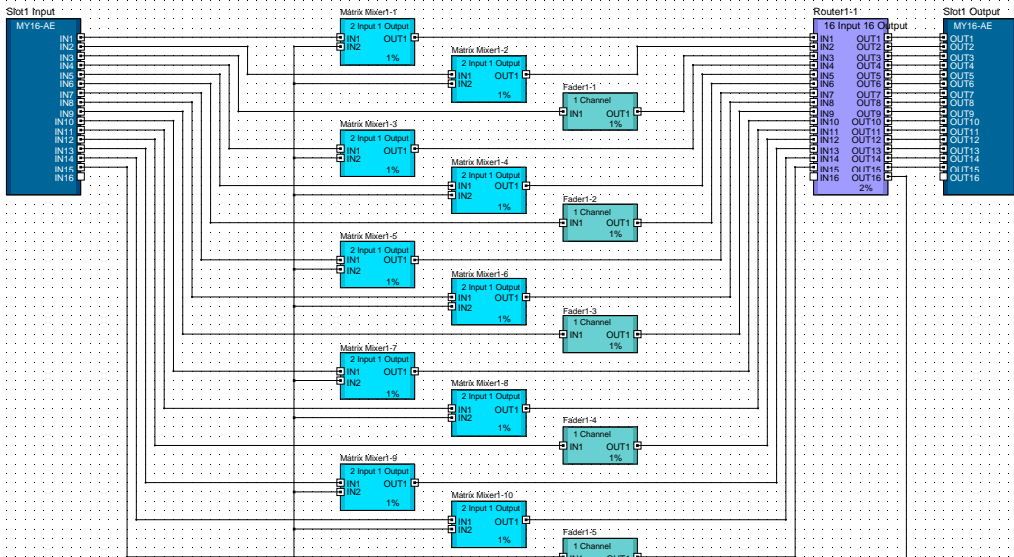 Slot1 Input
MY16-AE
IN1
IN2
IN3
IN4
IN5
IN6
IN7
IN8
IN9
IN10
IN11
IN12
IN13
IN14
IN15
IN16
Matrix Mixer1-1
2 Input 1 Output
IN1 OUT1
IN2
1%
Matrix Mixer1-2
2 Input 1 Output
IN1 OUT1
IN2
1%
Fader1-1
1 Channel
IN1 OUT1
1%
Matrix Mixer1-3
2 Input 1 Output
IN1 OUT1
IN2
1%
Matrix Mixer1-4
2 Input 1 Output
IN1 OUT1
IN2
1%
Fader1-2
1 Channel
IN1 OUT1
1%
Matrix Mixer1-5
2 Input 1 Output
IN1 OUT1
IN2
1%
Matrix Mixer1-6
2 Input 1 Output
IN1 OUT1
IN2
1%
Fader1-3
1 Channel
IN1 OUT1
1%
Matrix Mixer1-7
2 Input 1 Output
IN1 OUT1
IN2
1%
Matrix Mixer1-8
2 Input 1 Output
IN1 OUT1
IN2
1%
Fader1-4
1 Channel
IN1 OUT1
1%
Matrix Mixer1-9
2 Input 1 Output
IN1 OUT1
IN2
1%
Matrix Mixer1-10
2 Input 1 Output
IN1 OUT1
IN2
1%
Fader1-5
1 Channel
IN1 OUT1
Router1-1
16 Input 16 Output
IN1 OUT1
IN2 OUT2
IN3 OUT3
IN4 OUT4
IN5 OUT5
IN6 OUT6
IN7 OUT7
IN8 OUT8
IN9 OUT9
IN10 OUT10
IN11 OUT11
IN12 OUT12
IN13 OUT13
IN14 OUT14
IN15 OUT15
IN16 OUT16
2%
Slot1 Output
MY16-AE
OUT1
OUT2
OUT3
OUT4
OUT5
OUT6
OUT7
OUT8
OUT9
OUT10
OUT11
OUT12
OUT13
OUT14
OUT15
OUT16